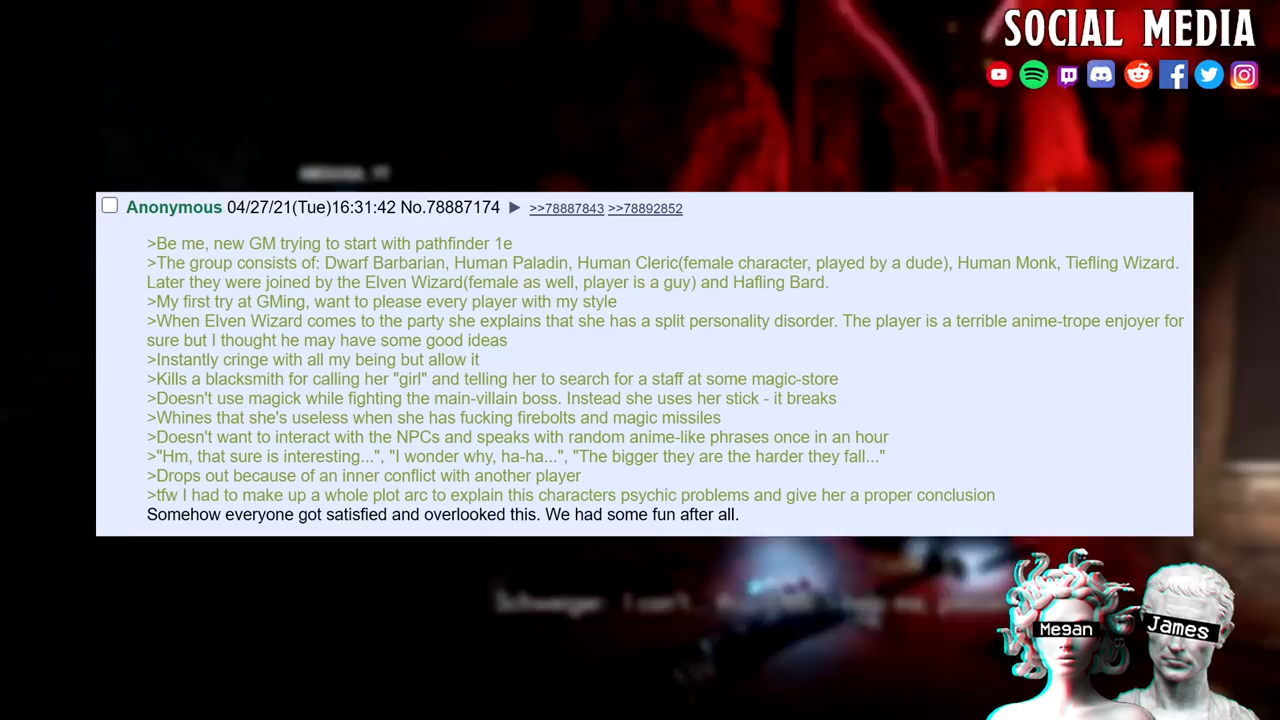 SOCIAL MEDIA
Anonymous 04/27/21(Tue)16:31:42 No.78887174 ▶ >>78887843 >>78892852
>Be me, new GM trying to start with pathfinder 1e
>The group consists of: Dwarf Barbarian, Human Paladin, Human Cleric(female character, played by a dude), Human Monk, Tiefling Wizard.
Later they were joined by the Elven Wizard(female as well, player is a guy) and Hafling Bard.
>My first try at GMing, want to please every player with my style
>When Elven Wizard comes to the party she explains that she has a split personality disorder. The player is a terrible anime-trope enjoyer for
sure but I thought he may have some good ideas
>Instantly cringe with all my being but allow it
>Kills a blacksmith for calling her "girl" and telling her to search for a staff at some magic-store
>Doesn't use magick while fighting the main-villain boss. Instead she uses her stick - it breaks
>Whines that she's useless when she has fucking firebolts and magic missiles
>Doesn't want to interact with the NPCs and speaks with random anime-like phrases once in an hour
>"Hm, that sure is interesting...", "I wonder why, ha-ha...", "The bigger they are the harder they fall..."
>Drops out because of an inner conflict with another player
>tfw I had to make up a whole plot arc to explain this characters psychic problems and give her a proper conclusion
Somehow everyone got satisfied and overlooked this. We had some fun after all.
Megan
James